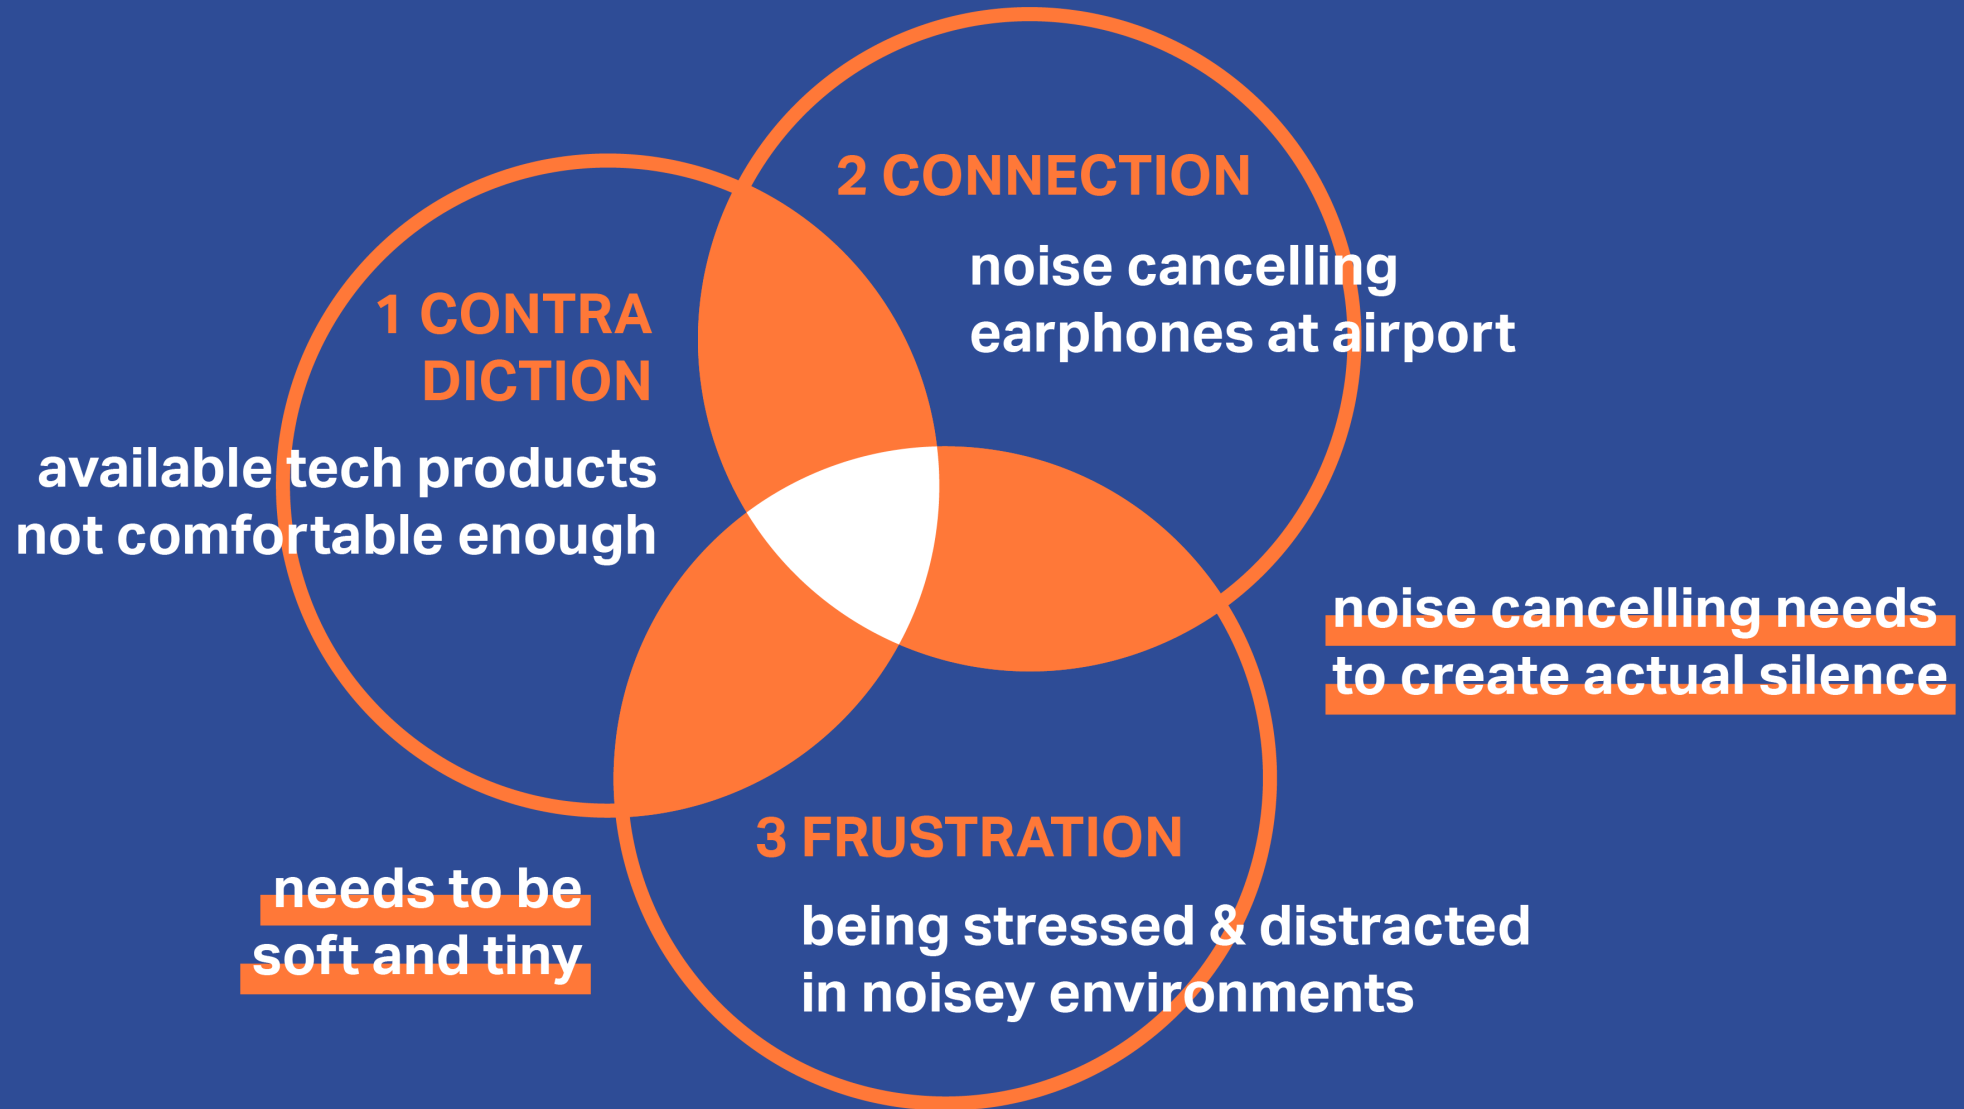 2 CONNECTION
noise cancelling
earphones at airport
1 CONTRA
DICTION
available tech products
not comfortable enough
noise cancelling needs
to create actual silence
3 FRUSTRATION
being stressed & distracted
in noisey environments
needs to be
soft and tiny